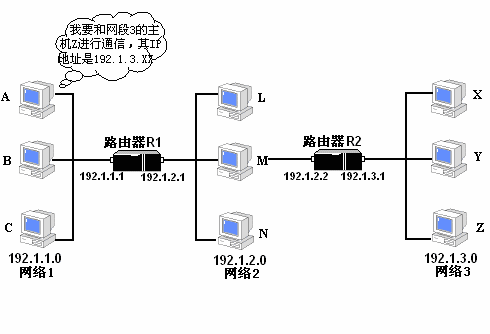 我要和网段3的主
机Z进行通信，其IP
地址是192.1.3.XX
A
L
X
路由器R1
路由器R2
B
M
Y
192.1.1.1
192.1.2.1
192.1.2.2
192.1.3.1
C
N
Z
192.1.1.0
网络1
192.1.2.0
网络2
192.1.3.0
网络3